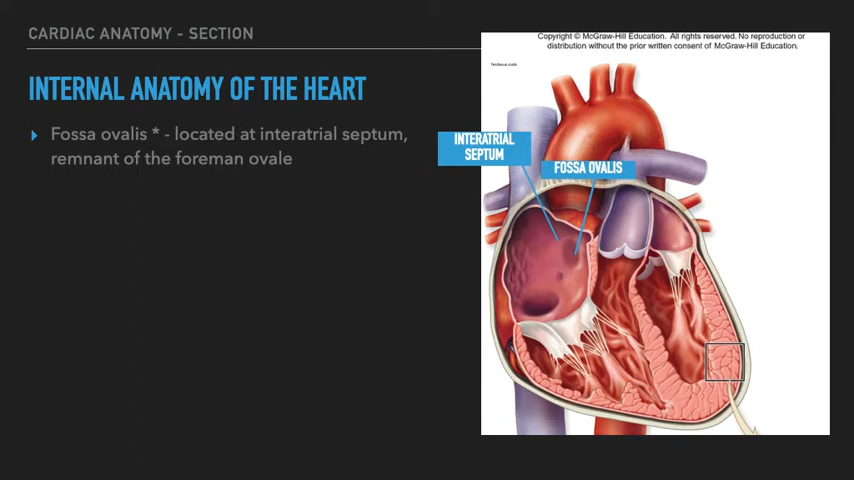 CARDIAC ANATOMY - SECTION
INTERNAL ANATOMY OF THE HEART
Fossa ovalis * - located at interatrial septum,
remnant of the foreman ovale
Copyright © McGraw-Hill Education. All rights reserved. No reproduction or
distribution without the prior written consent of McGraw-Hill Education.
INTERATRIAL
SEPTUM
FOSSA OVALIS